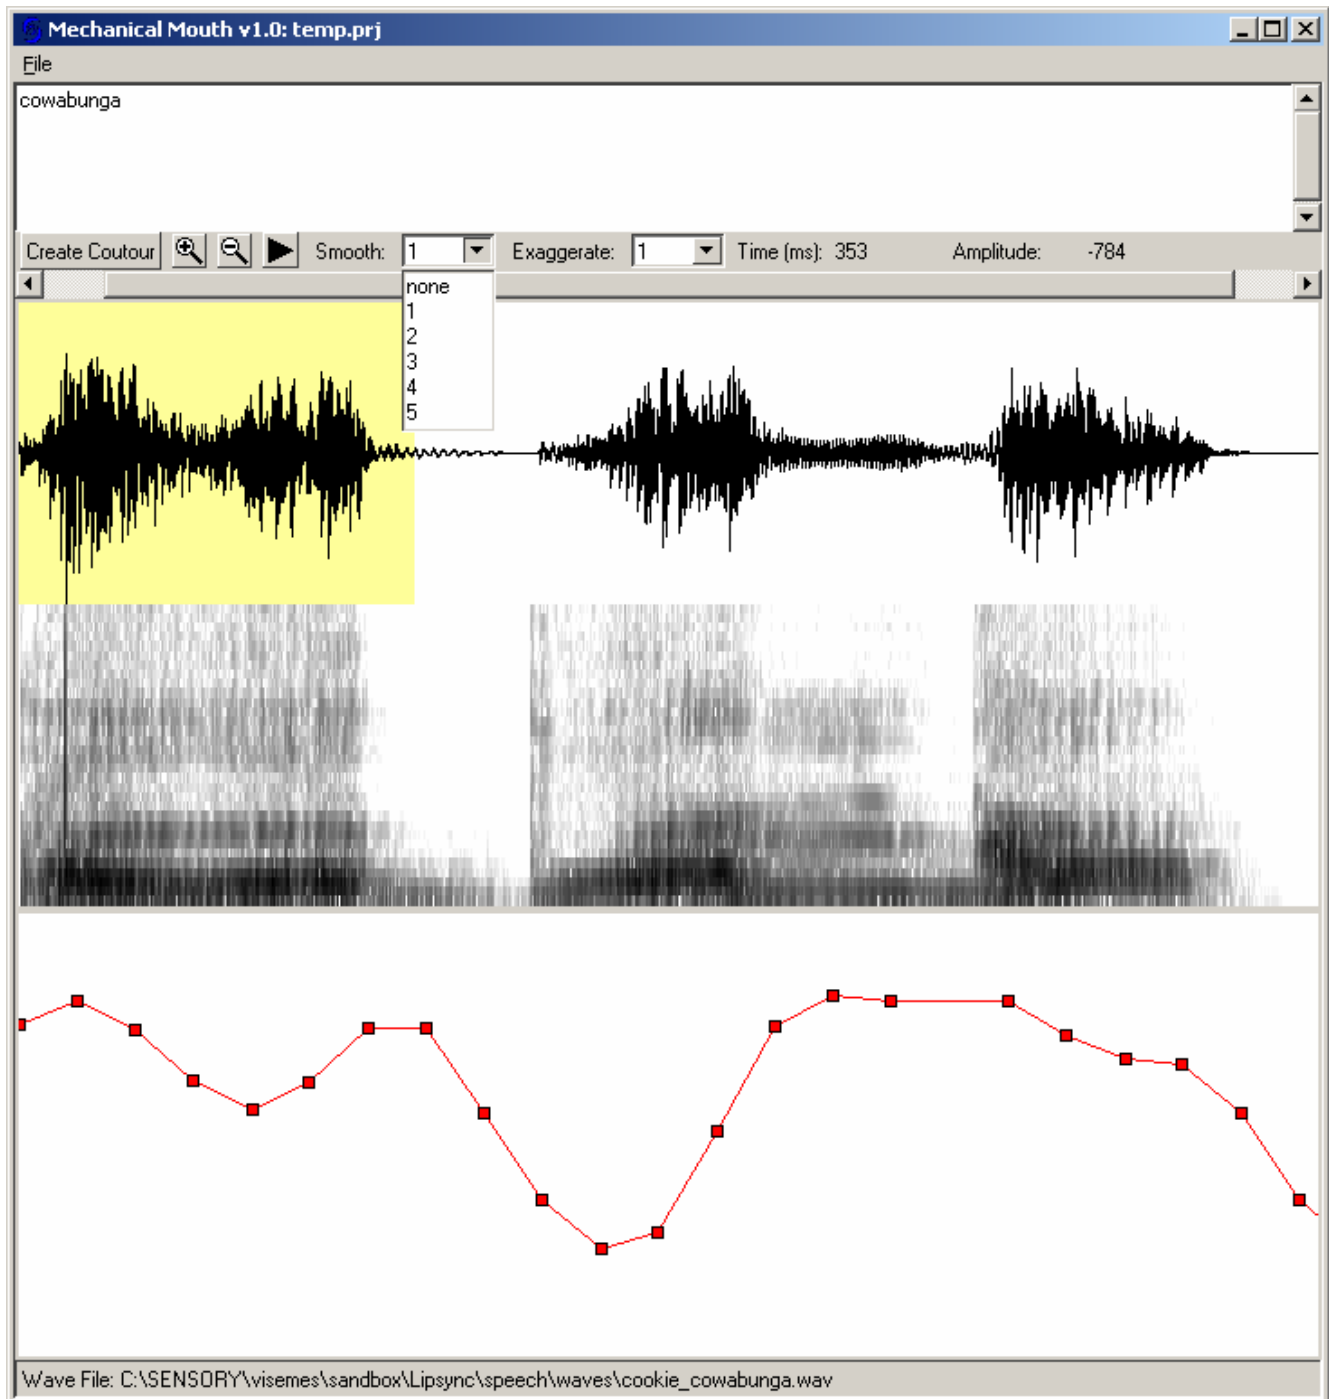 Mechanical Mouth v1.0: temp.prj
File
cowabunga
Create Coutour Smooth: 1 Exaggerate: 1 Time (ms): 353 Amplitude: -784
none
1
2
3
4
5
Wave File: C:\SENSORY\visemes\sandbox\Lipsync\speech\waves\cookie_cowabunga.wav